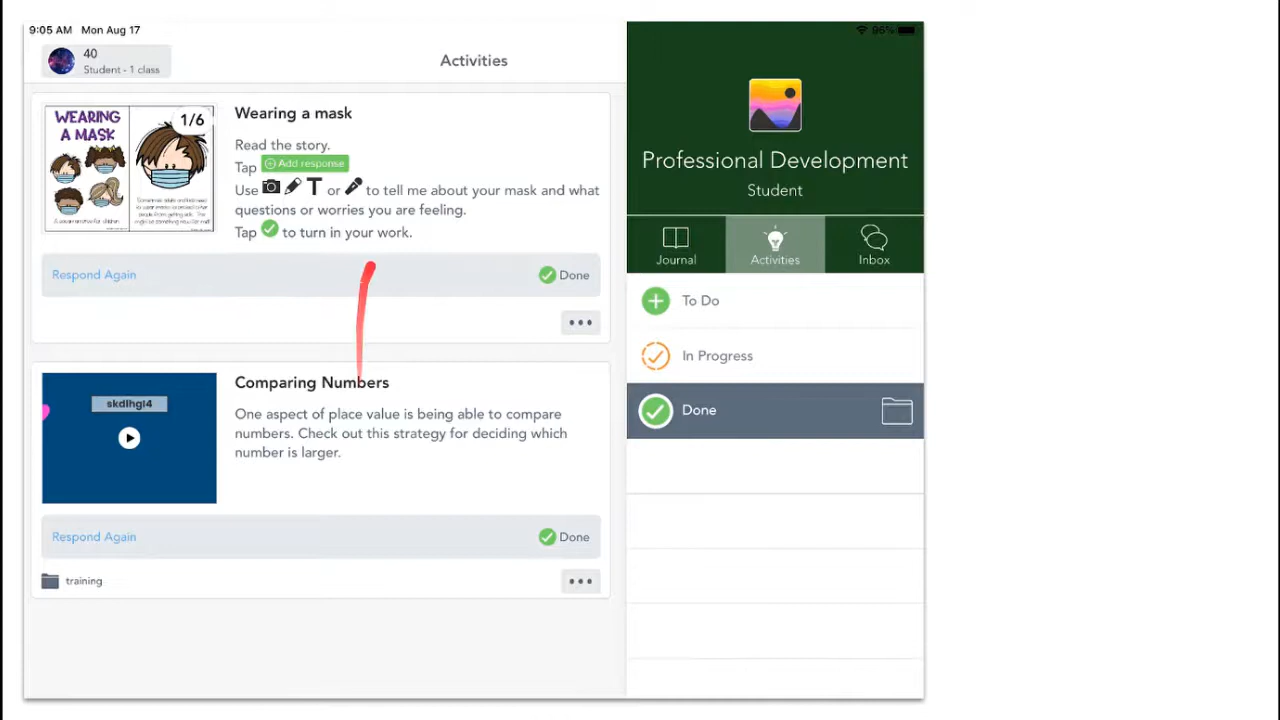 9:05 AM Mon Aug 17
96%
40
Student - 1 class
Activities
WEARING
A MASK
1/6
Wearing a mask
Read the story.
Tap Add response
Use or T to tell me about your mask and what
questions or worries you are feeling.
Tap to turn in your work.
Respond Again
Done
Comparing Numbers
skdlhgl4
One aspect of place value is being able to compare
numbers. Check out this strategy for deciding which
number is larger.
Respond Again
Done
training
Professional Development
Student
Journal
Activities
Inbox
To Do
In Progress
Done